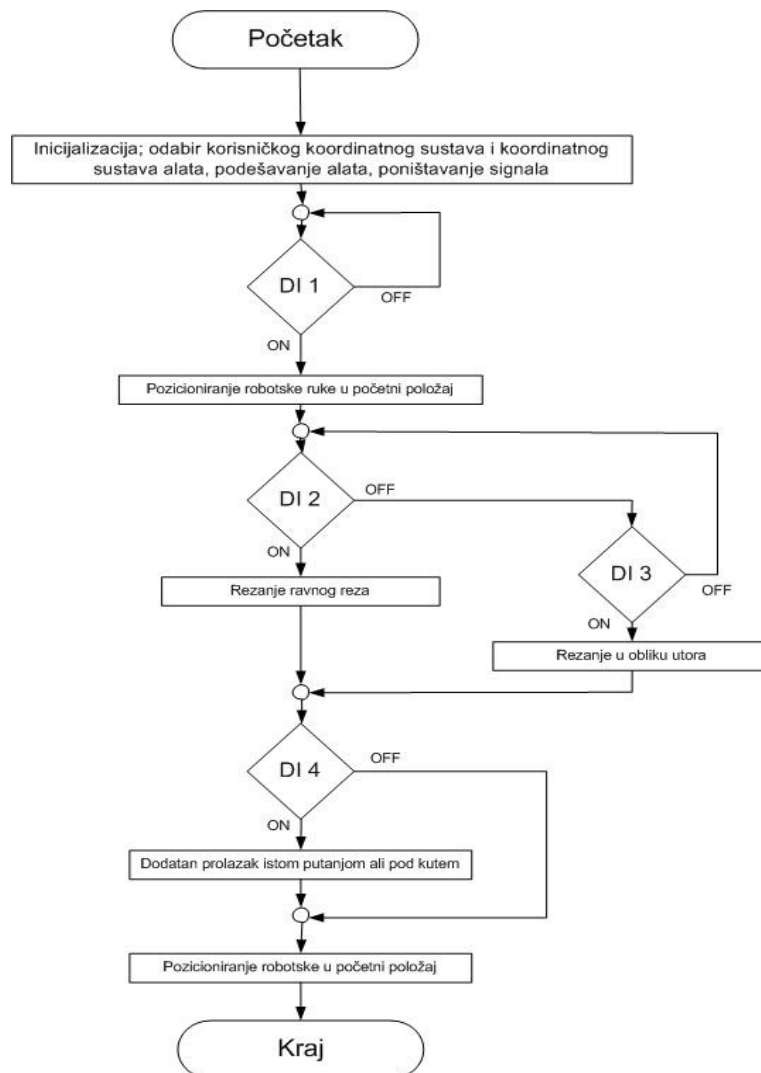 Početak
Inicijalizacija; odabir korisničkog koordinatnog sustava i koordinatnog
sustava alata, podešavanje alata, poništavanje signala
DI 1
OFF
ON
Pozicioniranje robotske ruke u početni položaj
DI 2
OFF
ON
DI 3
OFF
ON
Rezanje ravnog reza
Rezanje u obliku utora
DI 4
OFF
ON
Dodatan prolazak istom putanjom ali pod kutem
Pozicioniranje robotske u početni položaj
Kraj